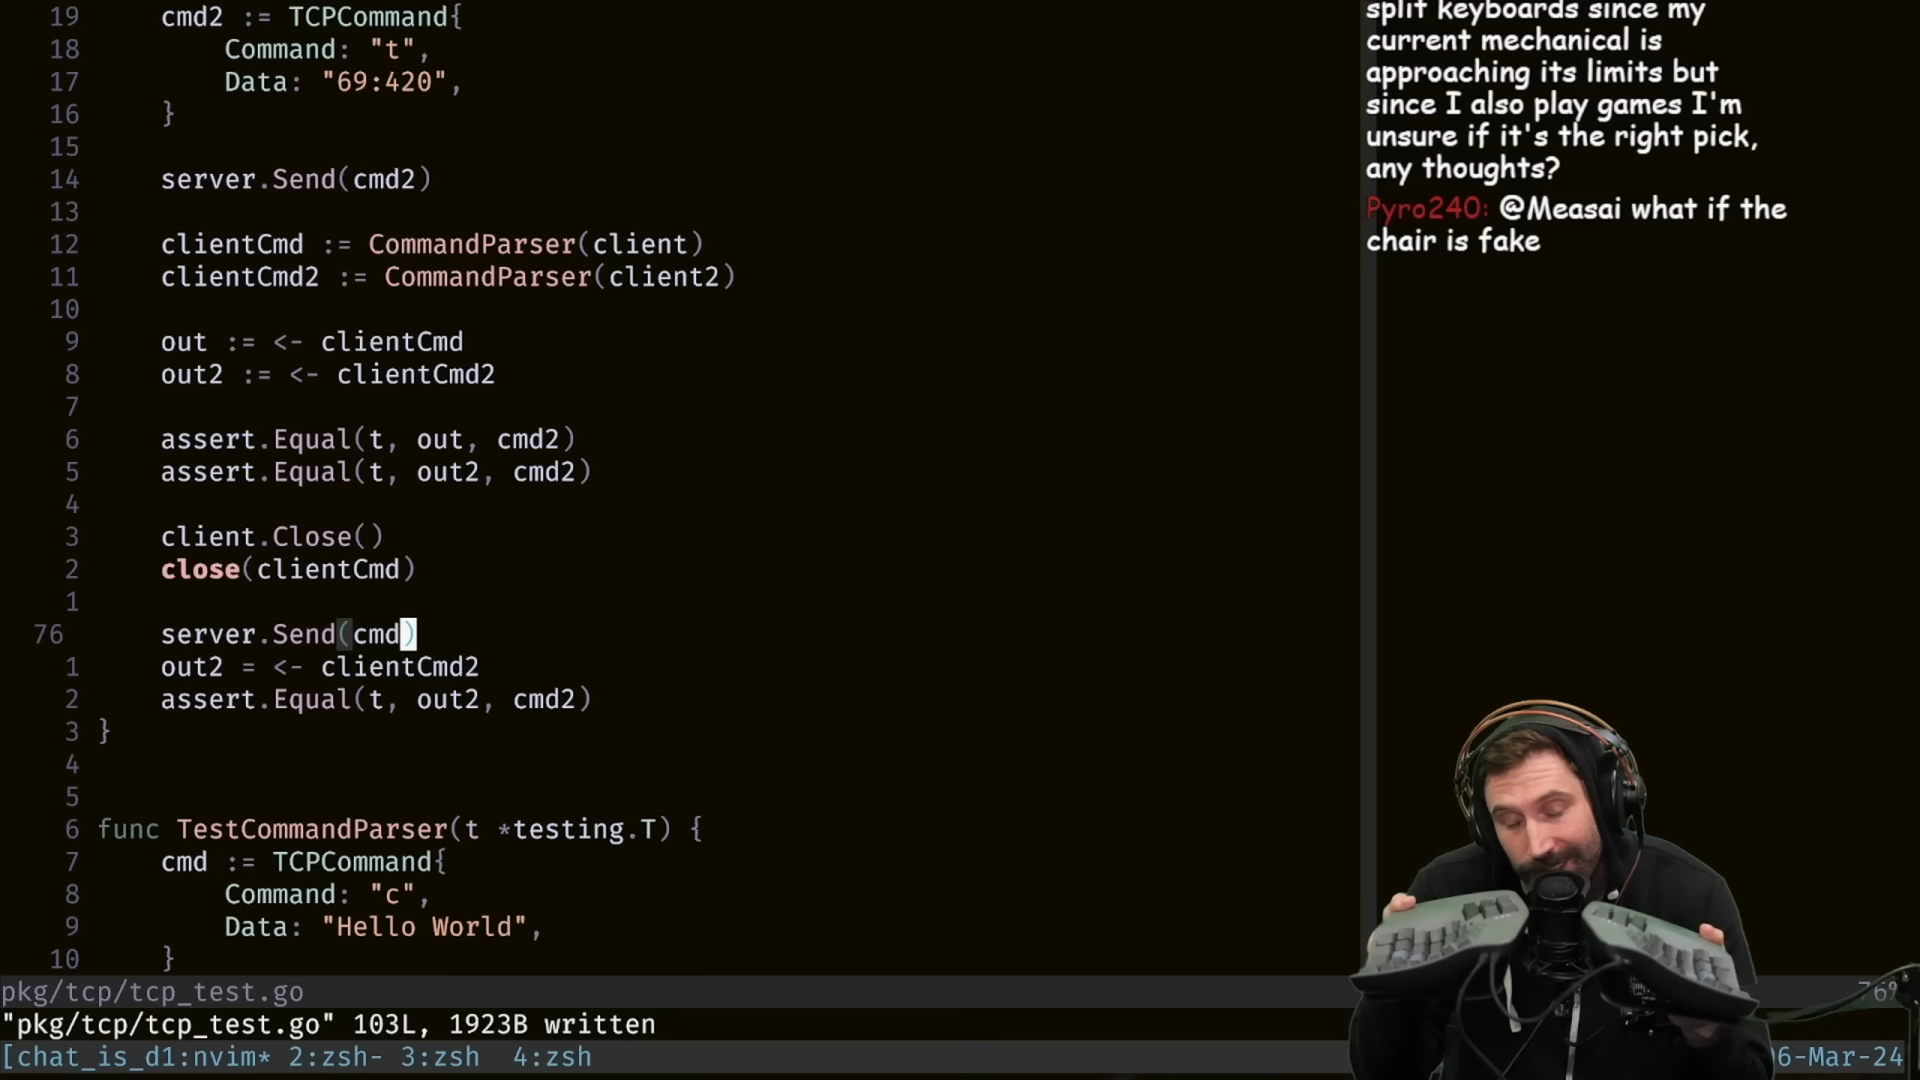 19 cmd2 := TCPCommand{
18 Command: "t",
17 Data: "69:420",
16 }
15
14 server.Send(cmd2)
13
12 clientCmd := CommandParser(client)
11 clientCmd2 := CommandParser(client2)
10
9 out := <- clientCmd
8 out2 := <- clientCmd2
7
6 assert.Equal(t, out, cmd2)
5 assert.Equal(t, out2, cmd2)
4
3 client.Close()
2 close(clientCmd)
1
76 server.Send(cmd)
1 out2 = <- clientCmd2
2 assert.Equal(t, out2, cmd2)
3 }
4
5
6 func TestCommandParser(t *testing.T) {
7 cmd := TCPCommand{
8 Command: "c",
9 Data: "Hello World",
10 }
pkg/tcp/tcp_test.go
"pkg/tcp/tcp_test.go" 103L, 1923B written
[chat_is_d1:nvim* 2:zsh- 3:zsh 4:zsh
6-Mar-24
split keyboards since my
current mechanical is
approaching its limits but
since I also play games I'm
unsure if it's the right pick,
any thoughts?
Pyro240: @Measai what if the
chair is fake